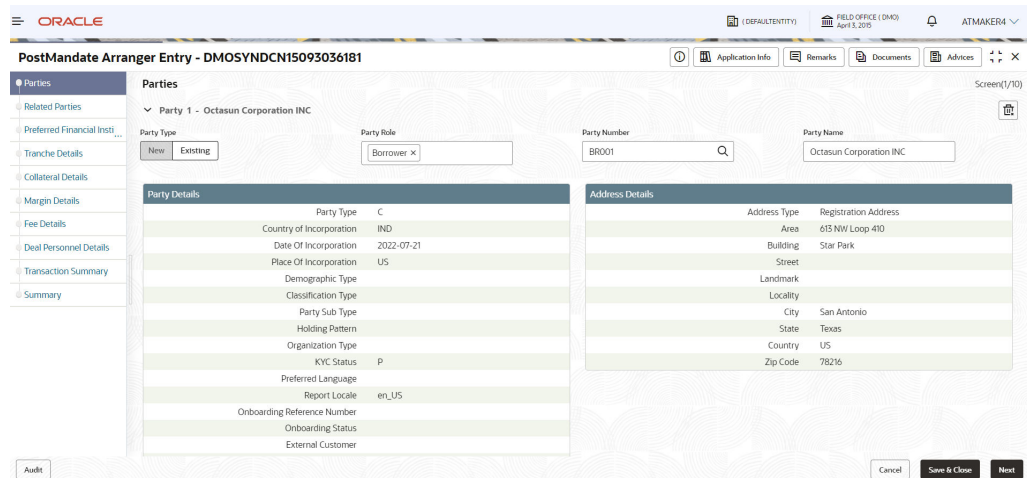 ORACLE
( DEFAULTENTITY)
FIELD OFFICE ( DMO)
April 3, 2015
ATMAKER4
PostMandate Arranger Entry - DMOSYNDCN15093036181
Application Info
Remarks
Documents
Advices
Parties
Related Parties
Preferred Financial Insti...
Tranche Details
Collateral Details
Margin Details
Fee Details
Deal Personnel Details
Transaction Summary
Summary
Parties
Screen(1/10)
Party 1 - Octasun Corporation INC
Party Type
Party Role
Party Number
Party Name
New Existing
Borrower ×
BR001
Octasun Corporation INC
Party Details
Party Type C
Country of Incorporation IND
Date Of Incorporation 2022-07-21
Place Of Incorporation US
Demographic Type
Classification Type
Party Sub Type
Holding Pattern
Organization Type
KYC Status P
Preferred Language
Report Locale en_US
Onboarding Reference Number
Onboarding Status
External Customer
Address Details
Address Type Registration Address
Area 613 NW Loop 410
Building Star Park
Street
Landmark
Locality
City San Antonio
State Texas
Country US
Zip Code 78216
Audit
Cancel
Save & Close
Next